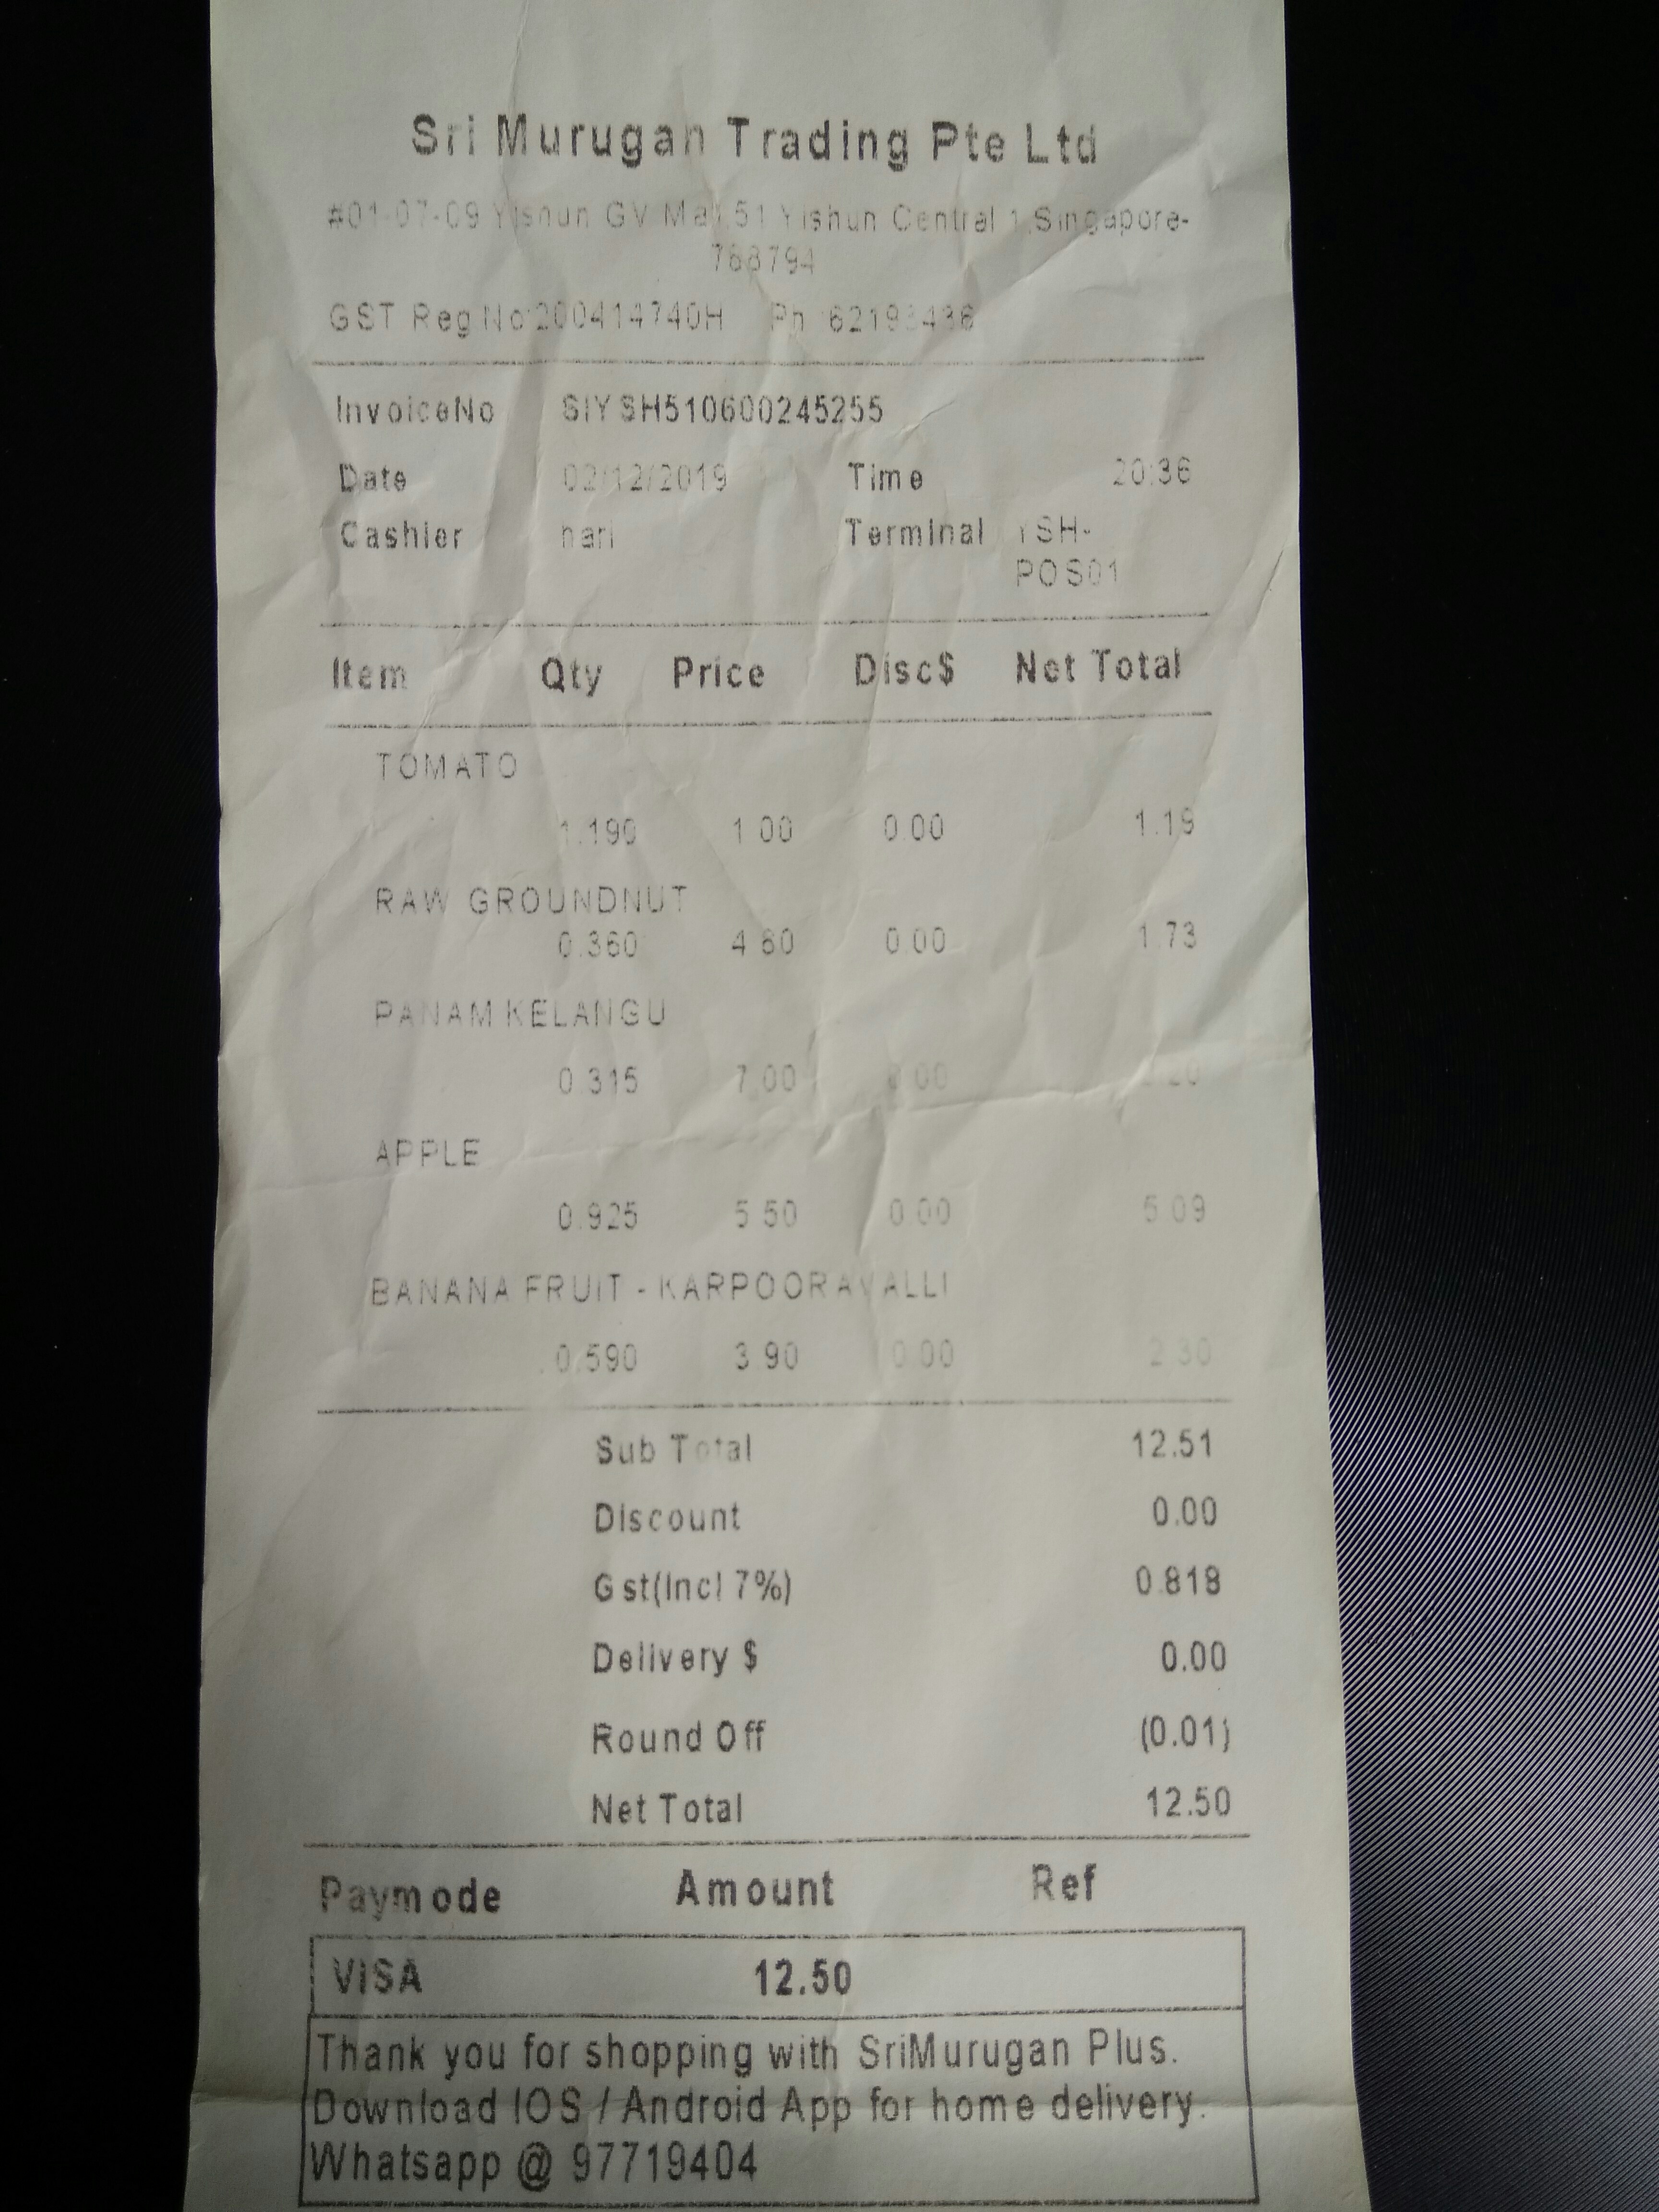 Sri Murugan Trading Pte Ltd
#01-07-09 Yishun GV Mall,51 Yishun Central 1,Singapore-
768794
GST Reg No:200414740H Ph
InvoiceNo SIYSH510600245255
Date 02/12/2019 Time 20:36
Cashier hari Terminal YSH-
POS01
Item Qty Price Disc$ Net Total
TOMATO
1.190 1.00 0.00 1.19
RAW GROUNDNUT
0.360 4.80 0.00 1.73
PANAM KELANGU
0.315 7.00 0.00 2.20
APPLE
0.925 5.50 0.00 5.09
BANANA FRUIT - KARPOORAVALLI
0.590 3.90 0.00 2.30
Sub Total 12.51
Discount 0.00
Gst(Incl 7%) 0.818
Delivery $ 0.00
Round Off (0.01)
Net Total 12.50
Paymode Amount Ref
VISA 12.50
Thank you for shopping with SriMurugan Plus.
Download IOS / Android App for home delivery.
Whatsapp @ 97719404